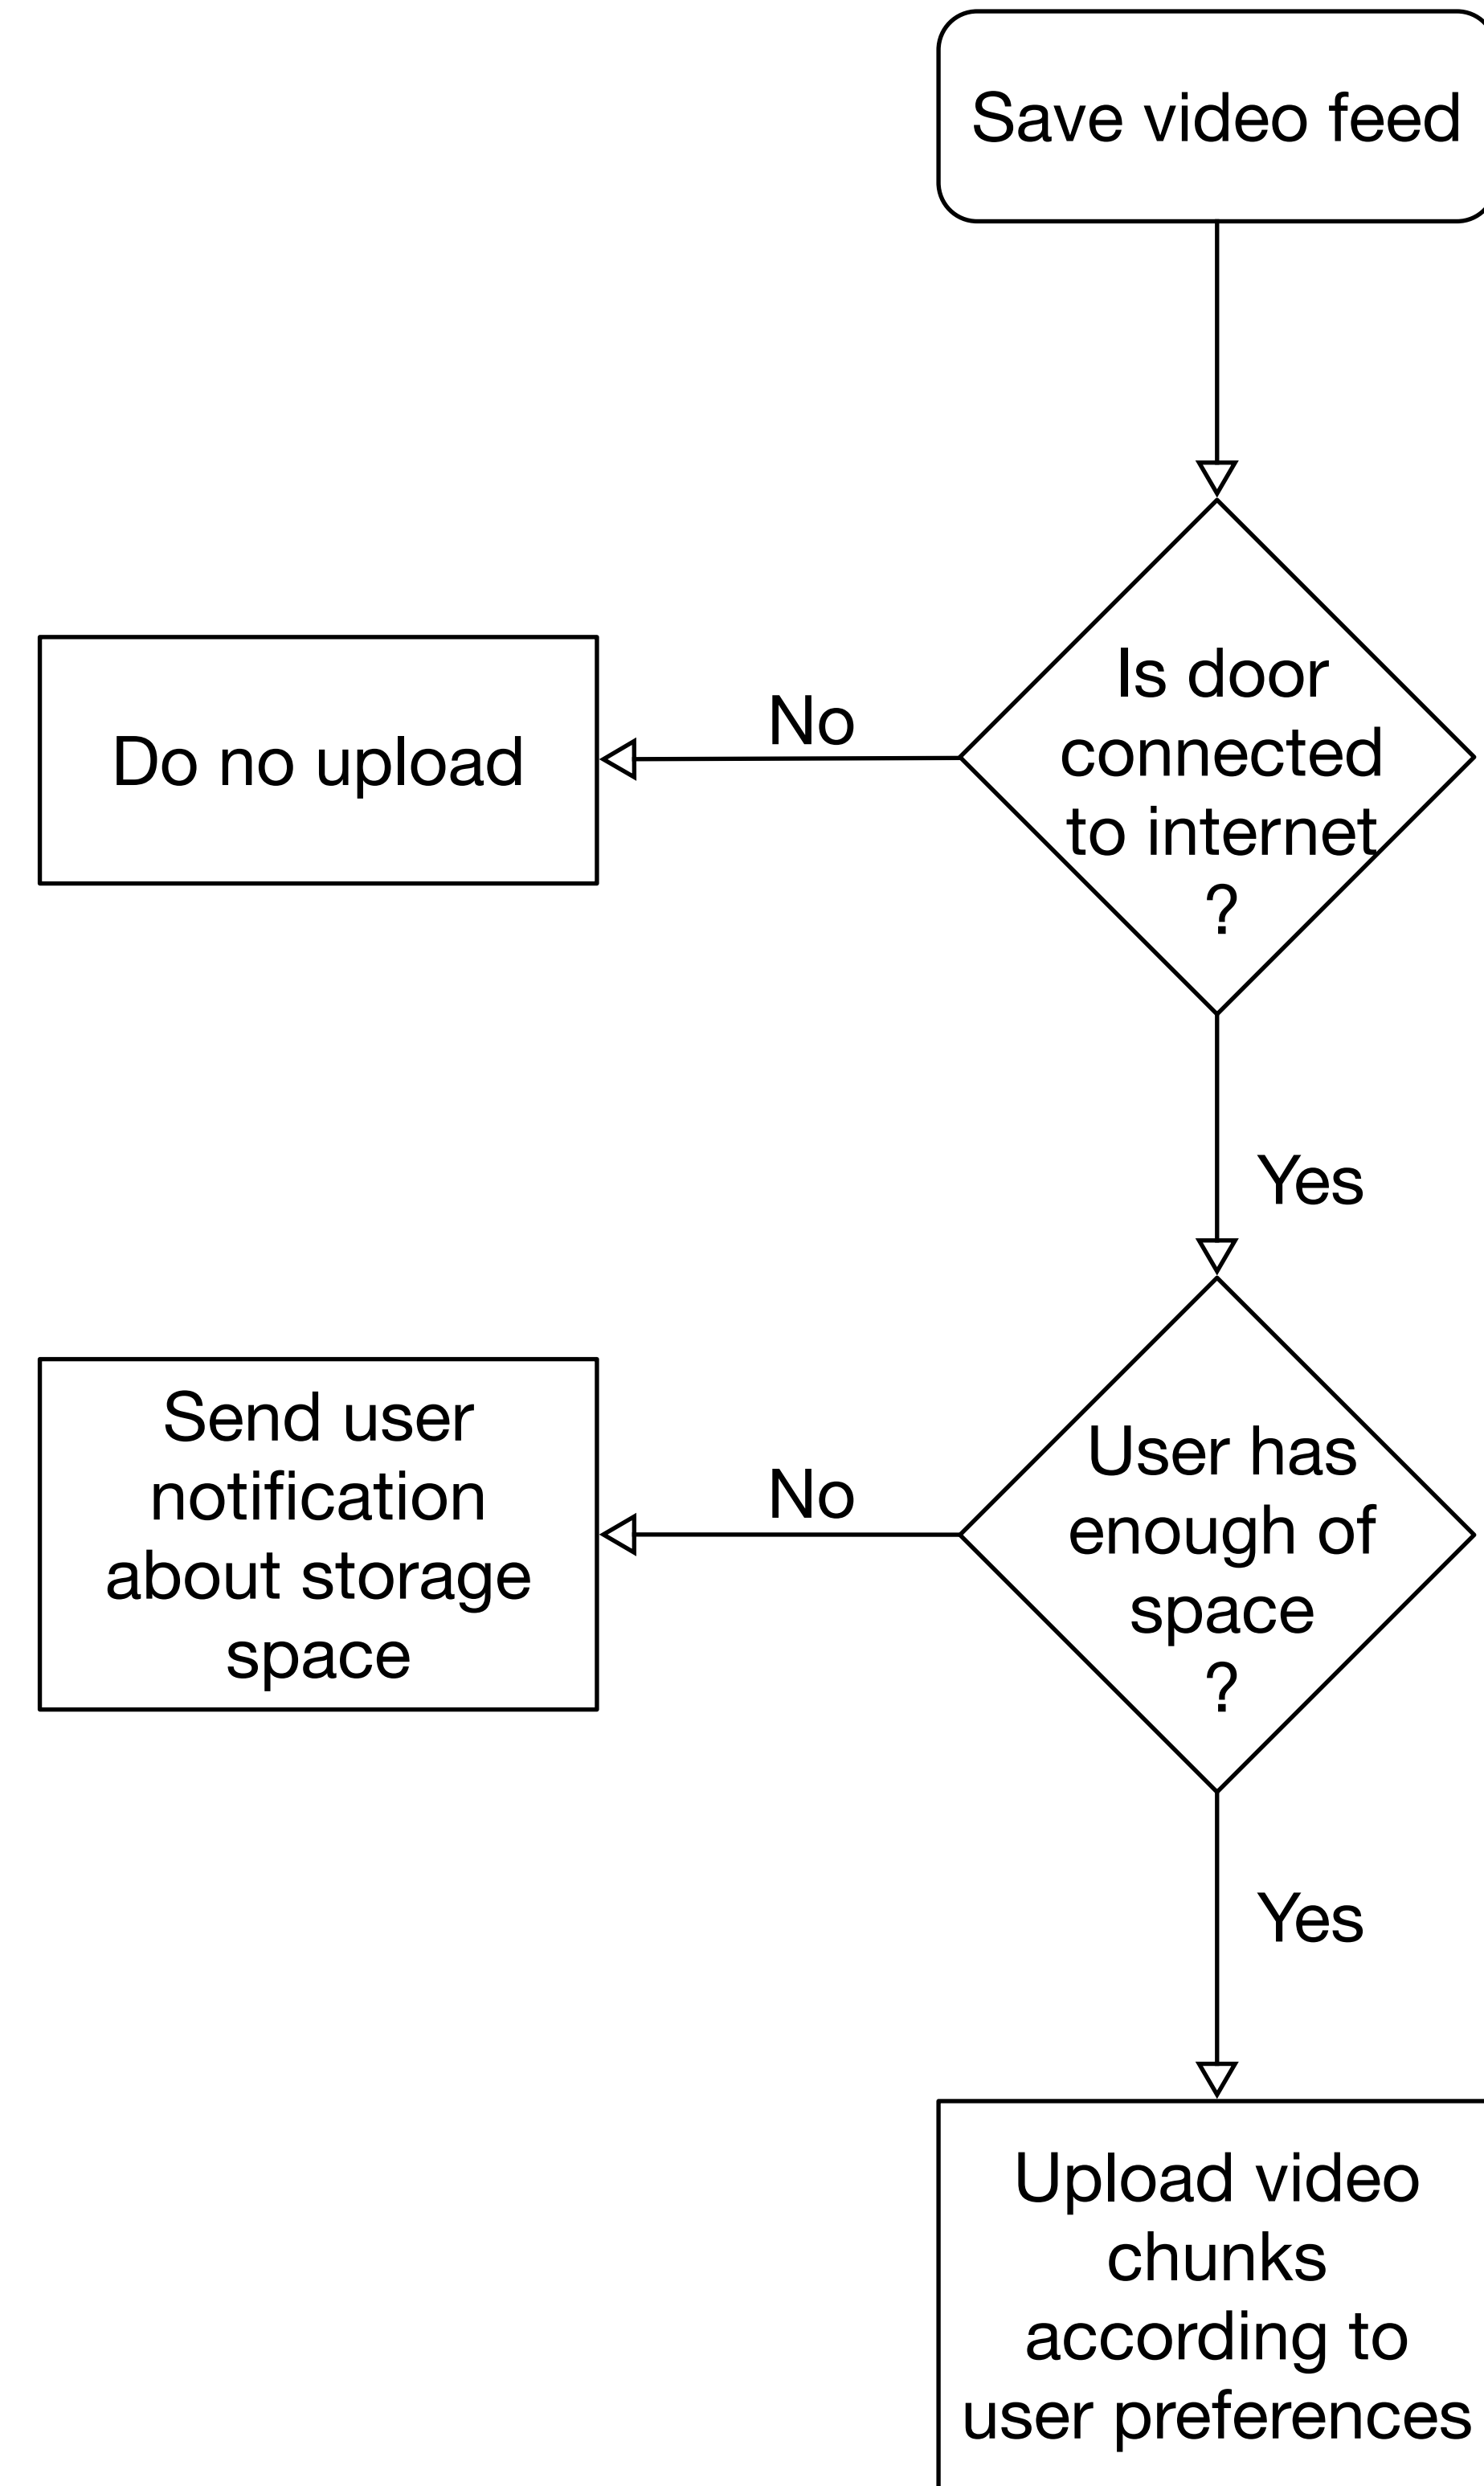 Save video feed
Is door
connected
to internet
?
No
Do no upload
Yes
User has
enough of
space
?
No
Send user
notification
about storage
space
Yes
Upload video
chunks
according to
user preferences